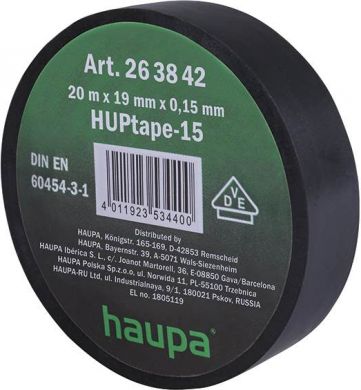 Art. 26 38 42
20 m x 19 mm x 0,15 mm
HUPtape-15
DIN EN
60454-3-1
4 011923 534400
DVE
Distributed by
HAUPA, Königstr. 165-169, D-42853 Remscheid
HAUPA, Bayernstr. 39, A-5071 Wals-Siezenheim
HAUPA Ibérica S. L., c/. Joanot Martorell, 36, E-08850 Gava/Barcelona
HAUPA Polska Sp.z.o.o, ul. Norwida 11, PL-55100 Trzebnica
HAUPA-RU Ltd, ul. Industrialnaya, 9/1, 180021 Pskov, RUSSIA
EL no. 1805119
haupa®